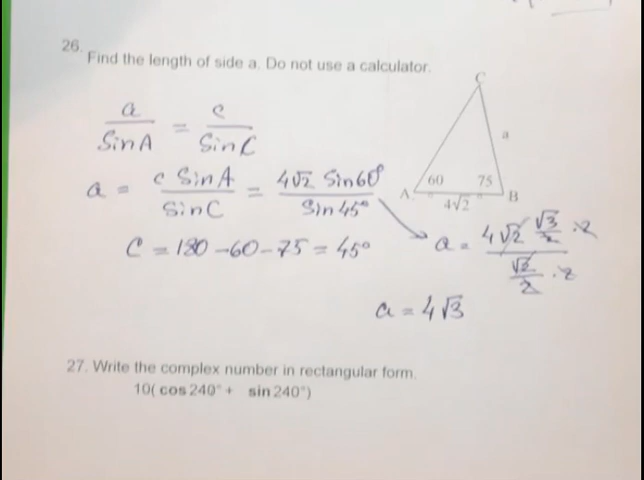 26.
Find the length of side a. Do not use a calculator.
C
a/SinA = c/SinC
a
a = c SinA/SinC = 4√2 Sin60°/Sin45°
60 75
A B
4√2
C = 180-60-75 = 45°
a = 4√2 √3/2 · 2/√2/2 · 2
a = 4√3
27. Write the complex number in rectangular form.
10( cos 240° + sin 240°)